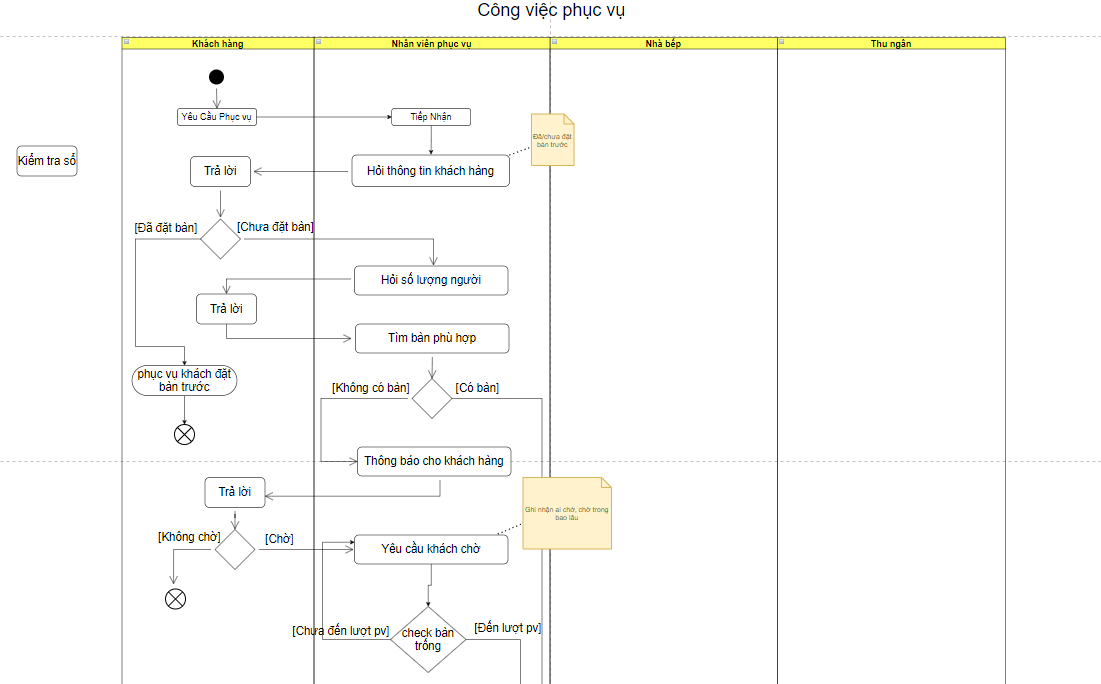 Công việc phục vụ
Khách hàng
Nhân viên phục vụ
Nhà bếp
Thu ngân
Yêu Cầu Phục vụ
Tiếp Nhận
Đã/chưa đặt
bàn trước
Kiểm tra số
Trả lời
Hỏi thông tin khách hàng
[Đã đặt bàn]
[Chưa đặt bàn]
Hỏi số lượng người
Trả lời
Tìm bàn phù hợp
phục vụ khách đặt
bàn trước
[Không có bàn]
[Có bàn]
Thông báo cho khách hàng
Trả lời
Ghi nhận ai chờ, chờ trong
bao lâu
[Không chờ]
[Chờ]
Yêu cầu khách chờ
[Chưa đến lượt pv]
check bàn
trống
[Đến lượt pv]